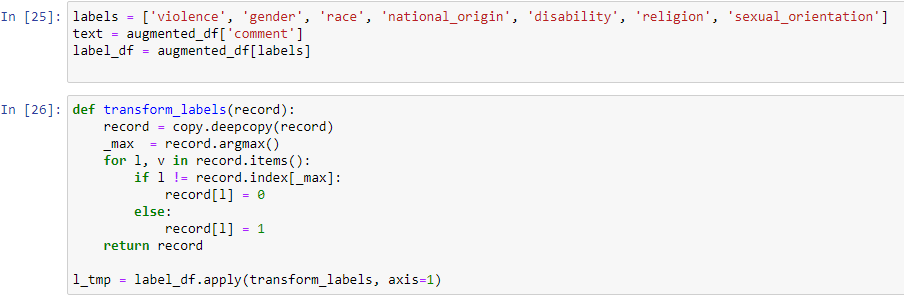 In [25]: labels = ['violence', 'gender', 'race', 'national_origin', 'disability', 'religion', 'sexual_orientation']
text = augmented_df['comment']
label_df = augmented_df[labels]
In [26]: def transform_labels(record):
    record = copy.deepcopy(record)
    _max  = record.argmax()
    for l, v in record.items():
        if l != record.index[_max]:
            record[l] = 0
        else:
            record[l] = 1
    return record
l_tmp = label_df.apply(transform_labels, axis=1)